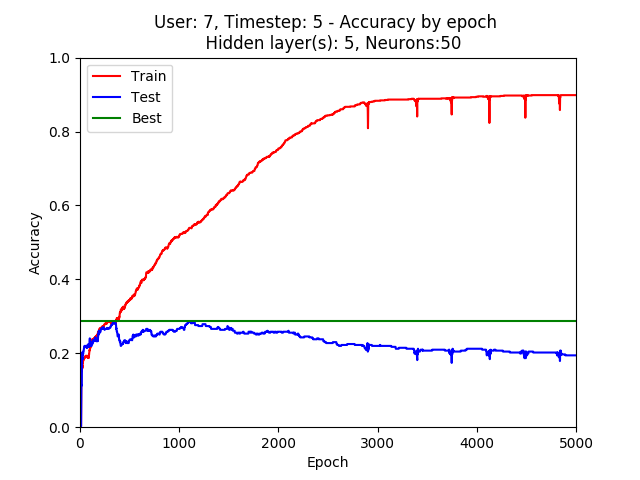 User: 7, Timestep: 5 - Accuracy by epoch
Hidden layer(s): 5, Neurons:50
1.0
Train
Test
Best
0.8
0.6
Accuracy
0.4
0.2
0.0
0 1000 2000 3000 4000 5000
Epoch